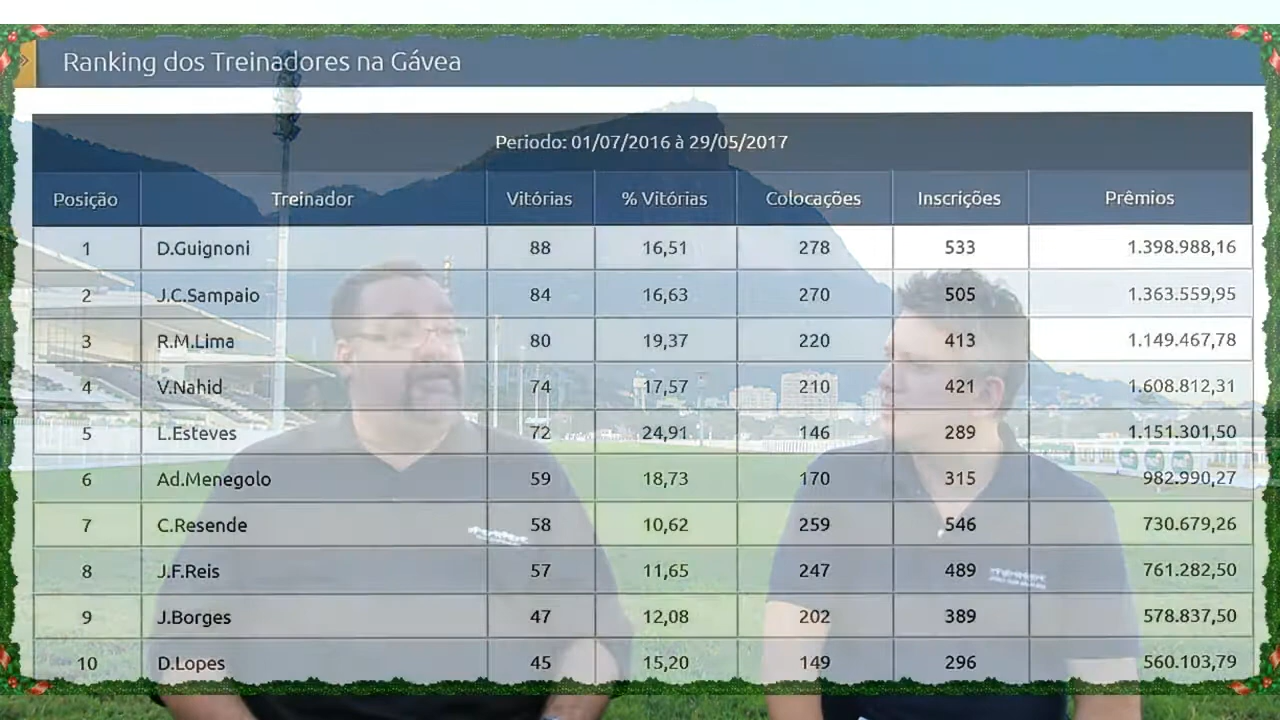 Ranking dos Treinadores na Gávea
Periodo: 01/07/2016 à 29/05/2017
Posição Treinador Vitórias % Vitórias Colocações Inscrições Prêmios
1 D.Guignoni 88 16,51 278 533 1.398.988,16
2 J.C.Sampaio 84 16,63 270 505 1.363.559,95
3 R.M.Lima 80 19,37 220 413 1.149.467,78
4 V.Nahid 74 17,57 210 421 1.608.812,31
5 L.Esteves 72 24,91 146 289 1.151.301,50
6 Ad.Menegolo 59 18,73 170 315 982.990,27
7 C.Resende 58 10,62 259 546 730.679,26
8 J.F.Reis 57 11,65 247 489 761.282,50
9 J.Borges 47 12,08 202 389 578.837,50
10 D.Lopes 45 15,20 149 296 560.103,79